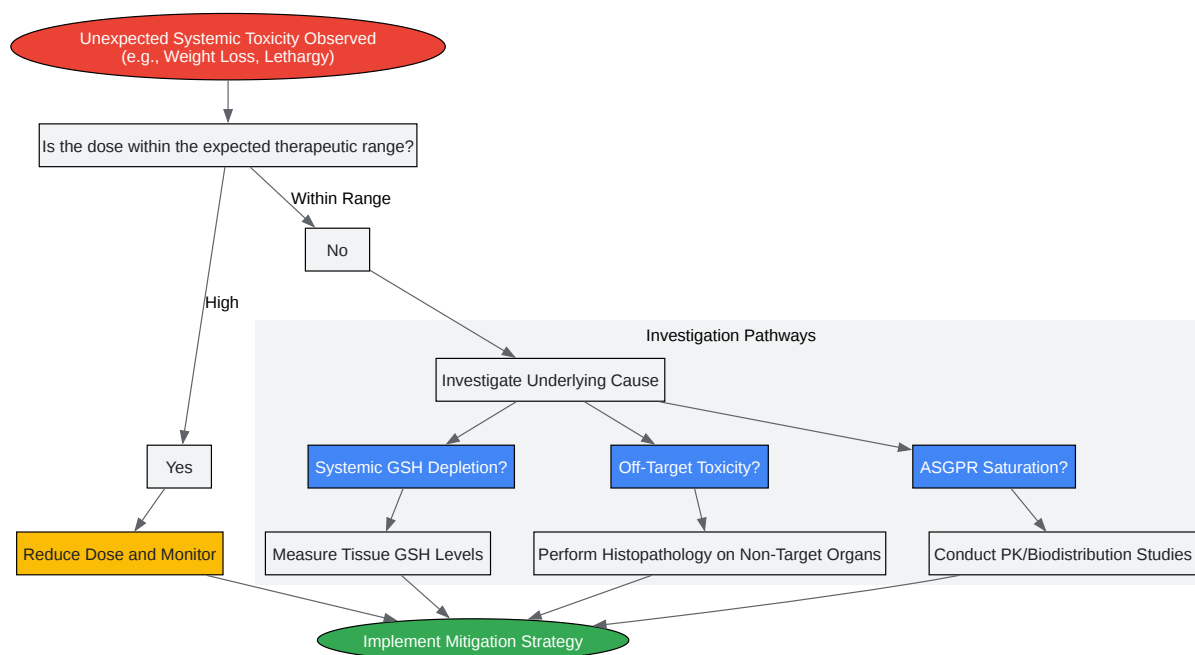 Unexpected Systemic Toxicity Observed
(e.g., Weight Loss, Lethargy)
Is the dose within the expected therapeutic range?
Within Range
No
High
Investigation Pathways
Investigate Underlying Cause
Yes
Systemic GSH Depletion?
Off-Target Toxicity?
ASGPR Saturation?
Reduce Dose and Monitor
Measure Tissue GSH Levels
Perform Histopathology on Non-Target Organs
Conduct PK/Biodistribution Studies
Implement Mitigation Strategy